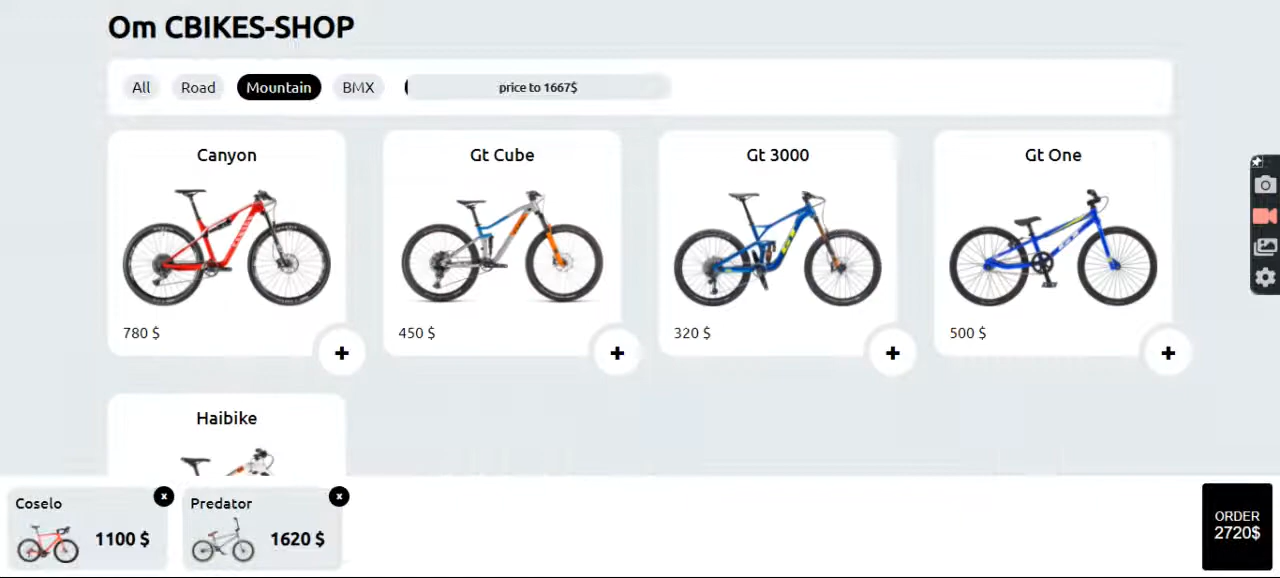 Om CBIKES-SHOP
All Road Mountain BMX price to 1667$
Canyon Gt Cube Gt 3000 Gt One
780 $ 450 $ 320 $ 500 $
+ + + +
Haibike
Coselo x Predator x
1100 $ 1620 $
ORDER
2720$